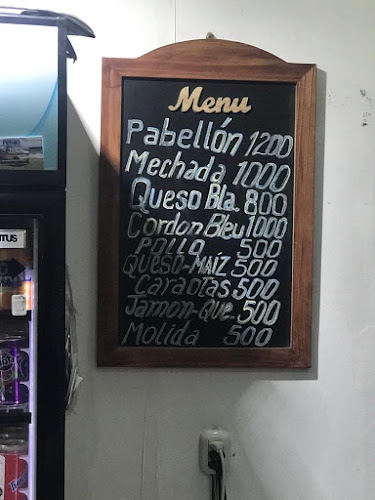 Menu
Pabellón 1200
Mechada 1000
Queso Bla. 800
Cordon Bleu 1000
Pollo 500
Queso-Maíz 500
Caraotas 500
Jamon-Que. 500
Molida 500